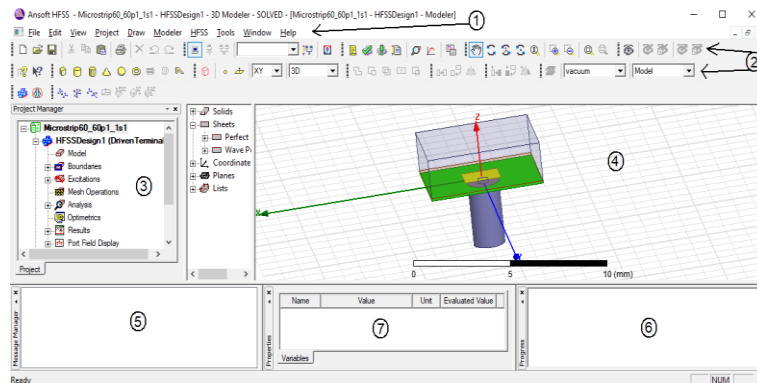 Ansoft HFSS - Microstrip60_60p1_1s1 - HFSSDesign1 - 3D Modeler - SOLVED - [Microstrip60_60p1_1s1 - HFSSDesign1 - Modeler]
File Edit View Project Draw Modeler HFSS Tools Window Help
1
2
XY 3D vacuum Model
Project Manager
Microstrip60_60p1_1s1
HFSSDesign1 (DrivenTerminal
Model
Boundaries
Excitations
Mesh Operations
Analysis
Optimetrics
Results
Port Field Display
Project
3
Solids
Sheets
Perfect
Wave P
Coordinate
Planes
Lists
Z
X
4
0 5 10 (mm)
Message Manager
5
Properties
Name Value Unit Evaluated Value
7
Variables
Progress
6
Ready
NUM